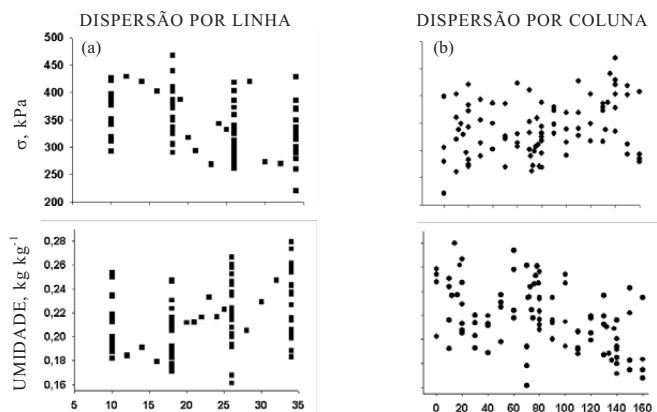 DISPERSÃO POR LINHA
DISPERSÃO POR COLUNA
(a)
(b)
σ, kPa
500
450
400
350
300
250
200
UMIDADE, kg kg⁻¹
0,28
0,26
0,24
0,22
0,20
0,18
0,16
5 10 15 20 25 30 35
0 20 40 60 80 100 120 140 160